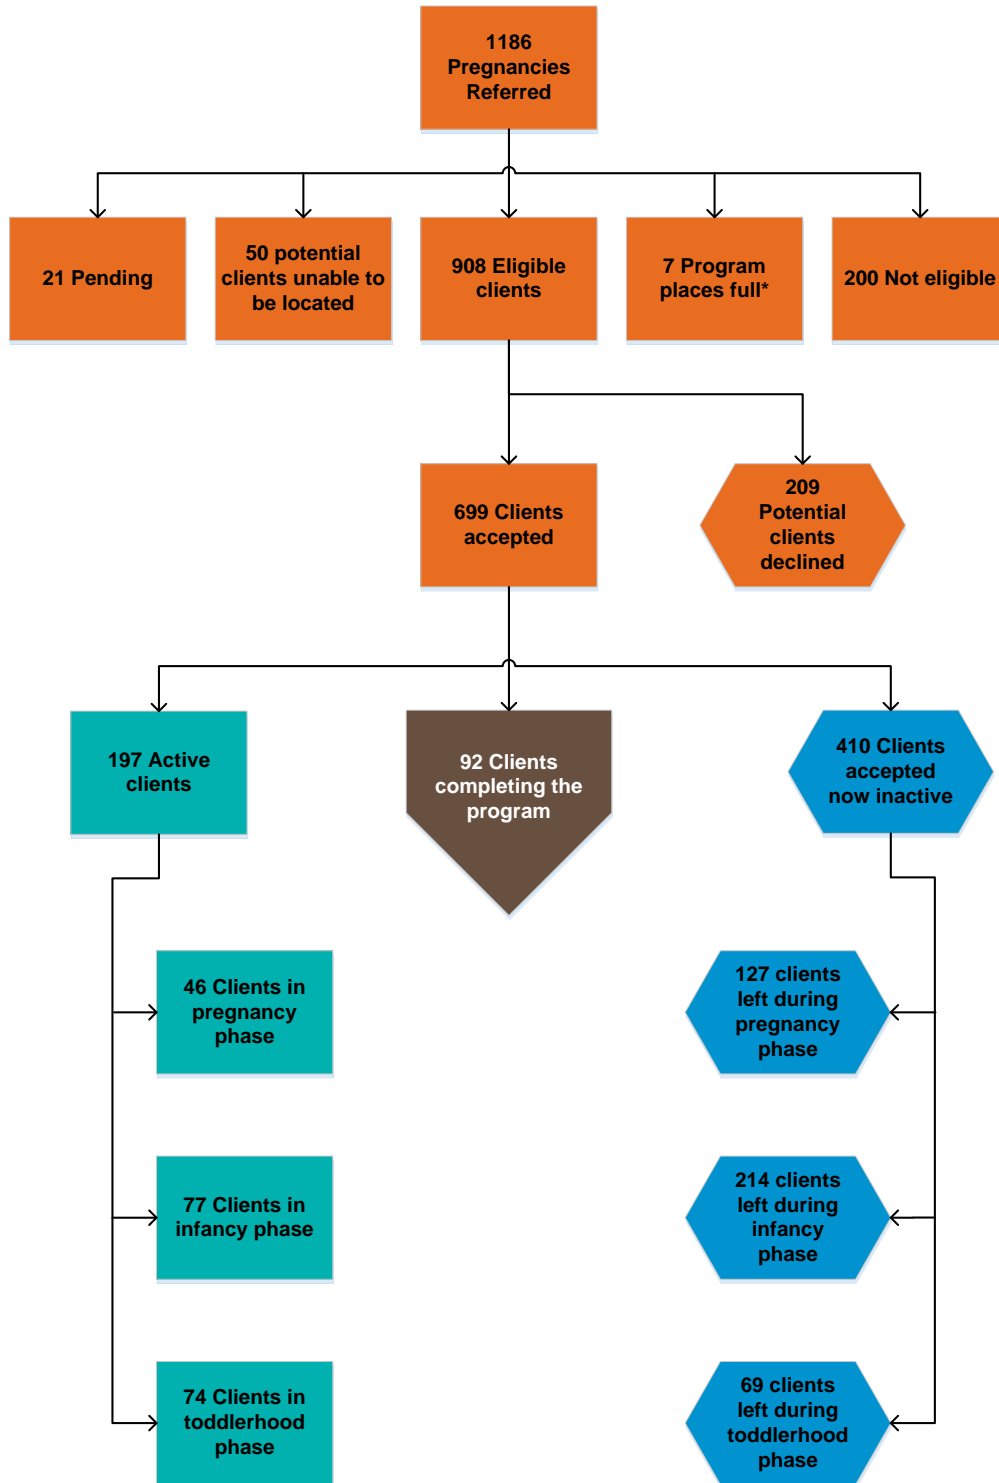 1186
Pregnancies
Referred
21 Pending
50 potential
clients unable to
be located
908 Eligible
clients
7 Program
places full*
200 Not eligible
699 Clients
accepted
209
Potential
clients
declined
197 Active
clients
92 Clients
completing the
program
410 Clients
accepted
now inactive
46 Clients in
pregnancy
phase
127 clients
left during
pregnancy
phase
77 Clients in
infancy phase
214 clients
left during
infancy
phase
74 Clients in
toddlerhood
phase
69 clients
left during
toddlerhood
phase